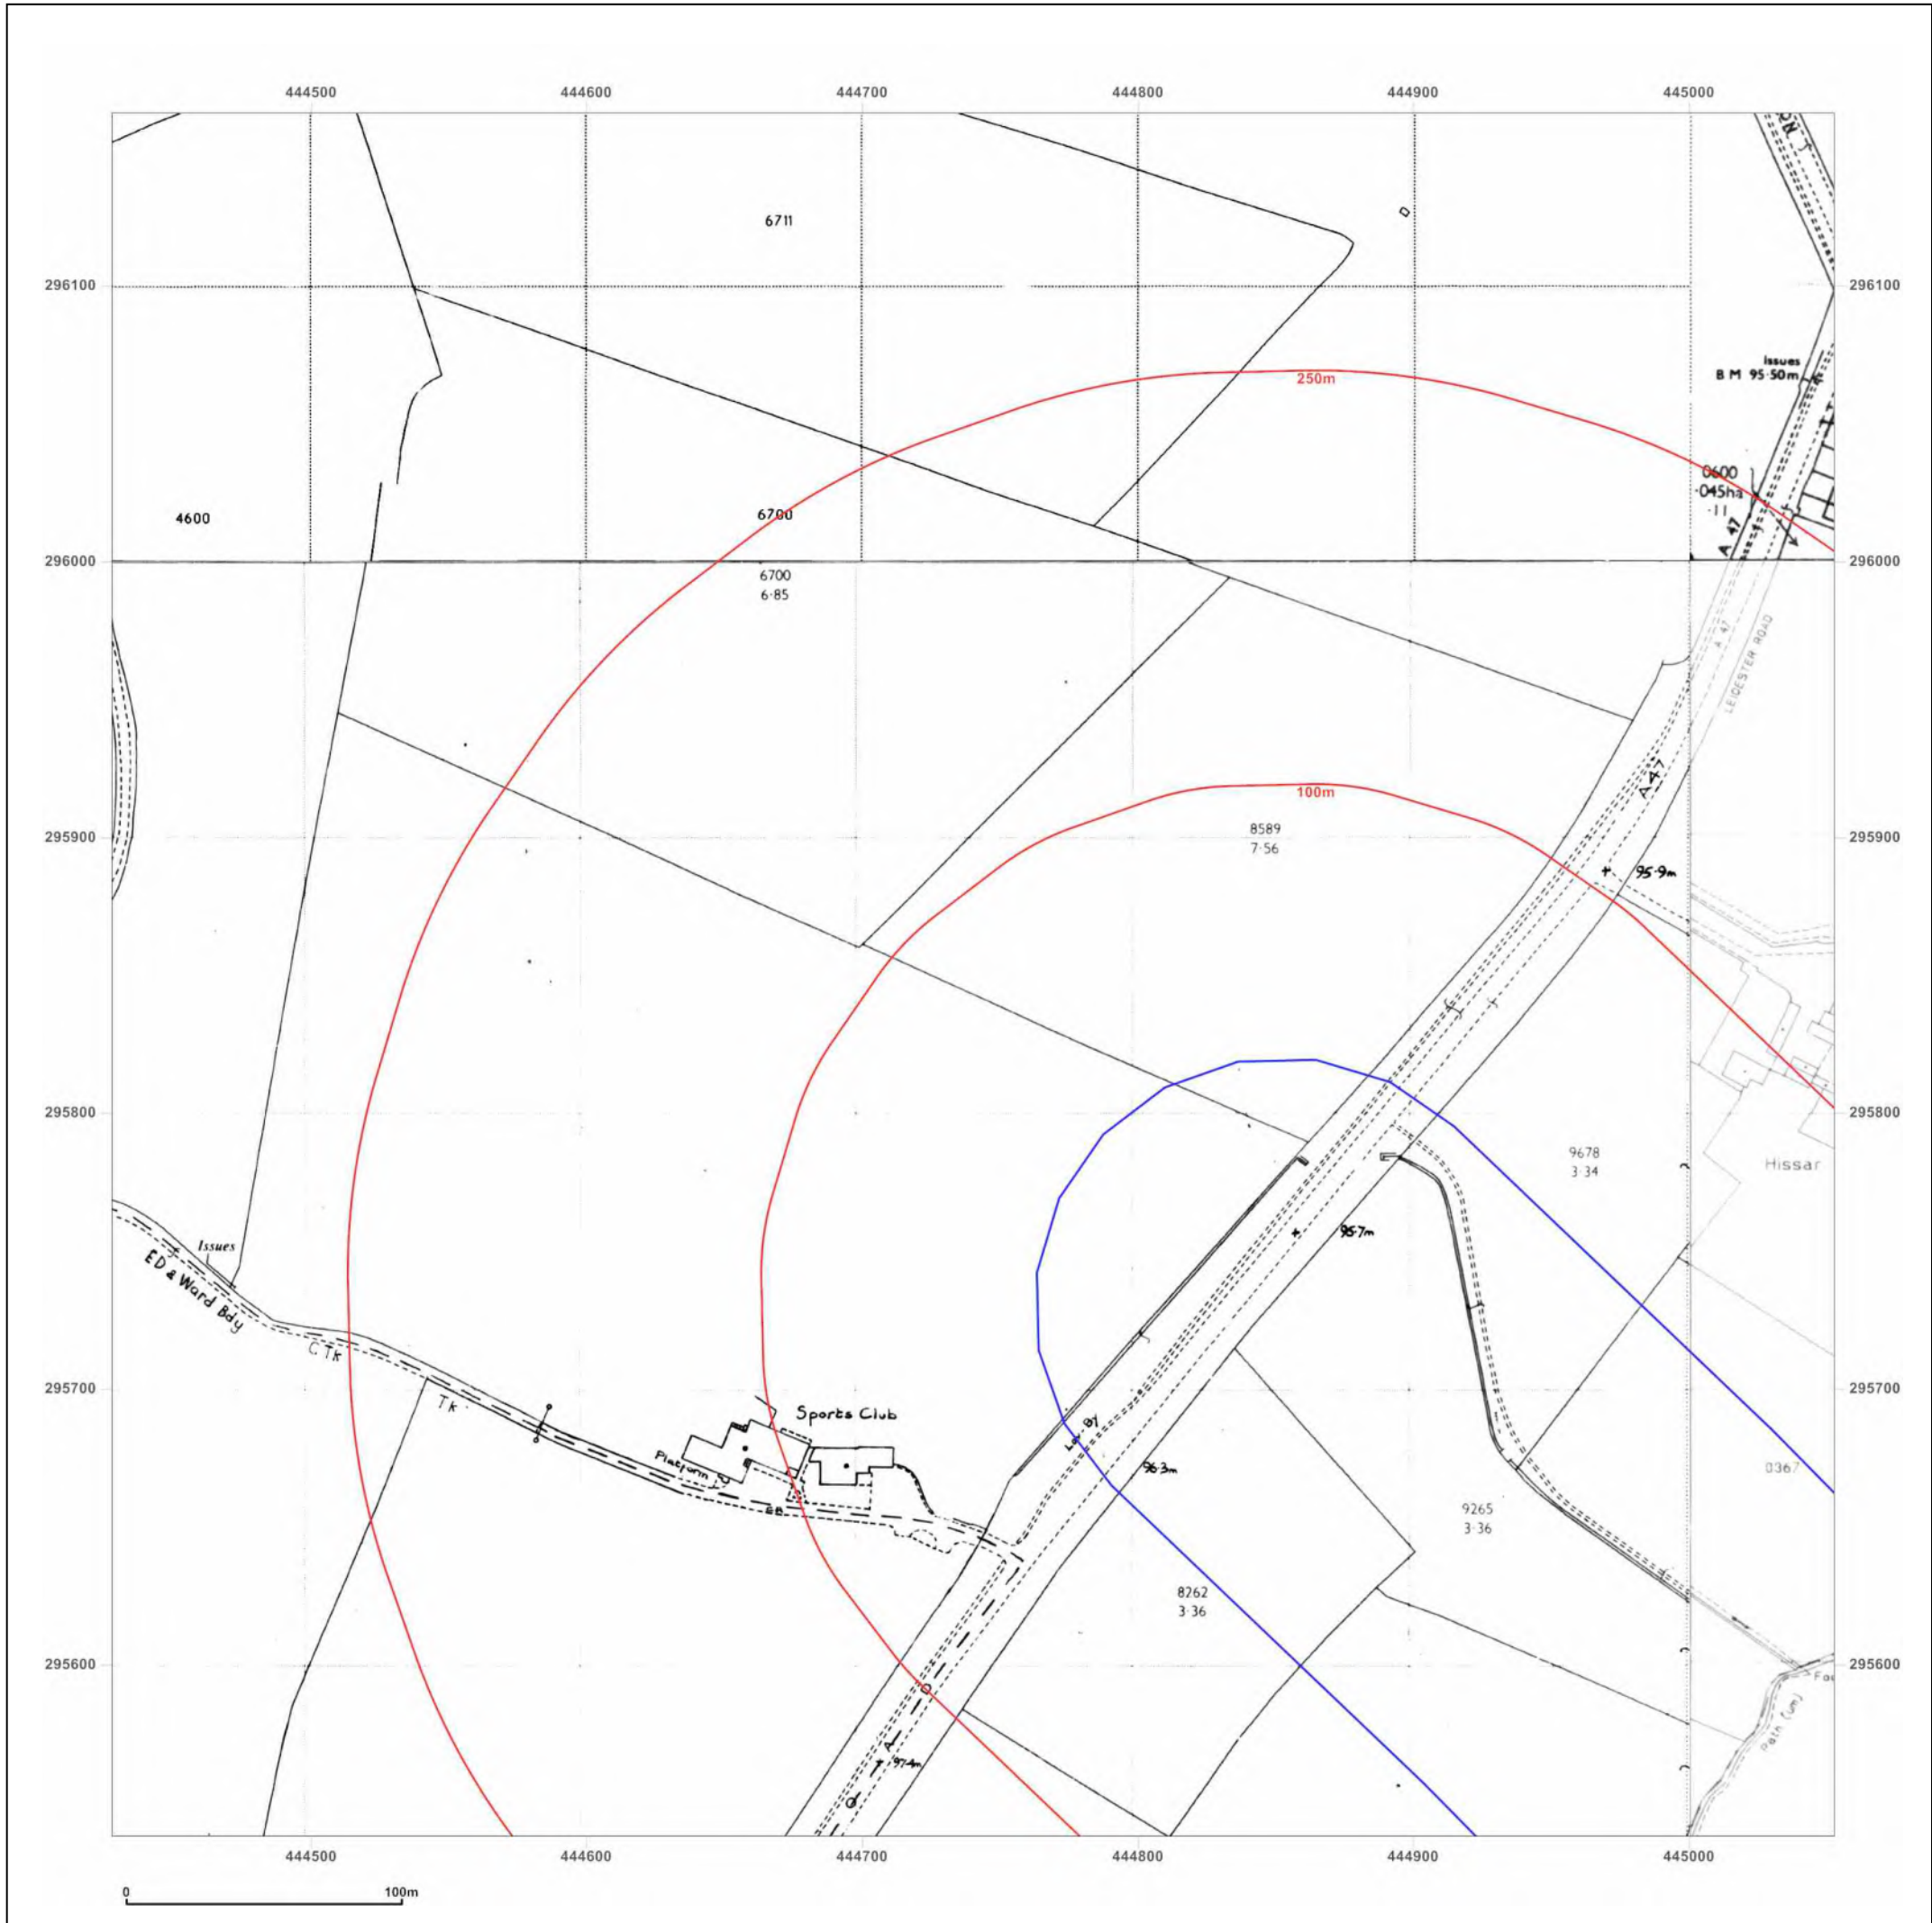 444500 444600 444700 444800 444900 445000
6711
296100 296100
Issues
B M 95·50m
250m
0600
·045ha
·11
4600
6700
A 47
296000 296000
6700
6·85
A 47
LEIDESTER ROAD
A 47
100m
8589
7·56
295900 295900
95·9m
295800 295800
9678
3·34
Hissar
95·7m
Issues
ED & Ward Bdy
C Tk
295700 295700
Tk
Sports Club
Lay By
Platform
96·3m
0367
ER
9265
3·36
8262
3·36
295600 295600
Path (um)
97·4m
444500 444600 444700 444800 444900 445000
0 100m